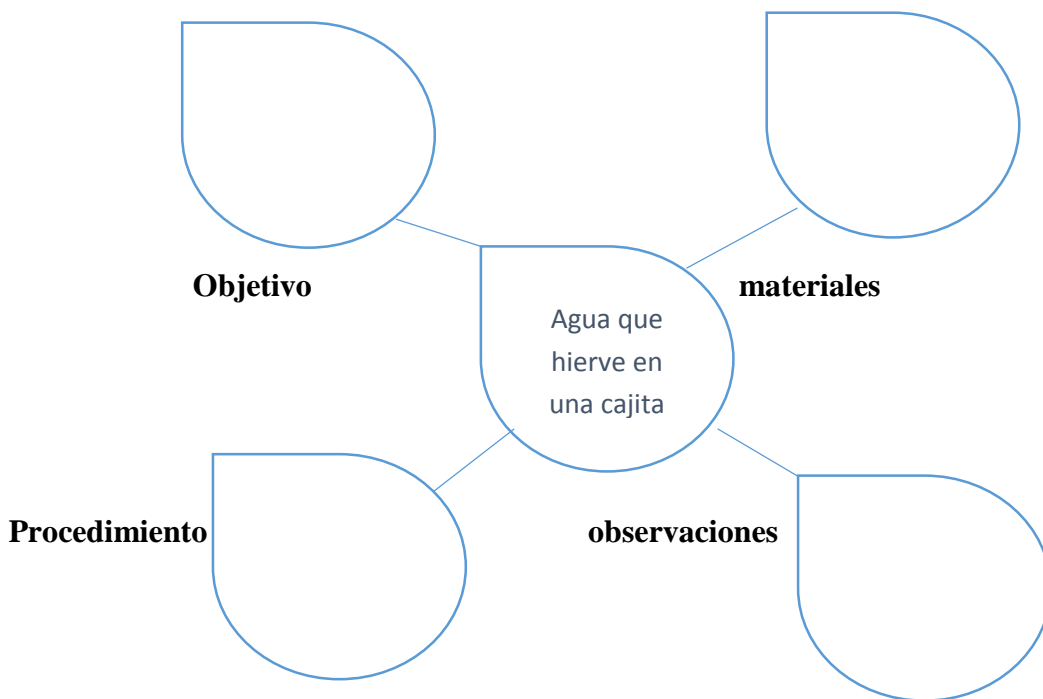 Objetivo
materiales
Agua que
hierve en
una cajita
Procedimiento
observaciones